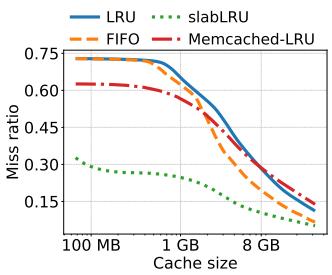 LRU slabLRU
FIFO Memcached-LRU
0.75
0.60
0.45
0.30
0.15
Miss ratio
100 MB 1 GB 8 GB
Cache size